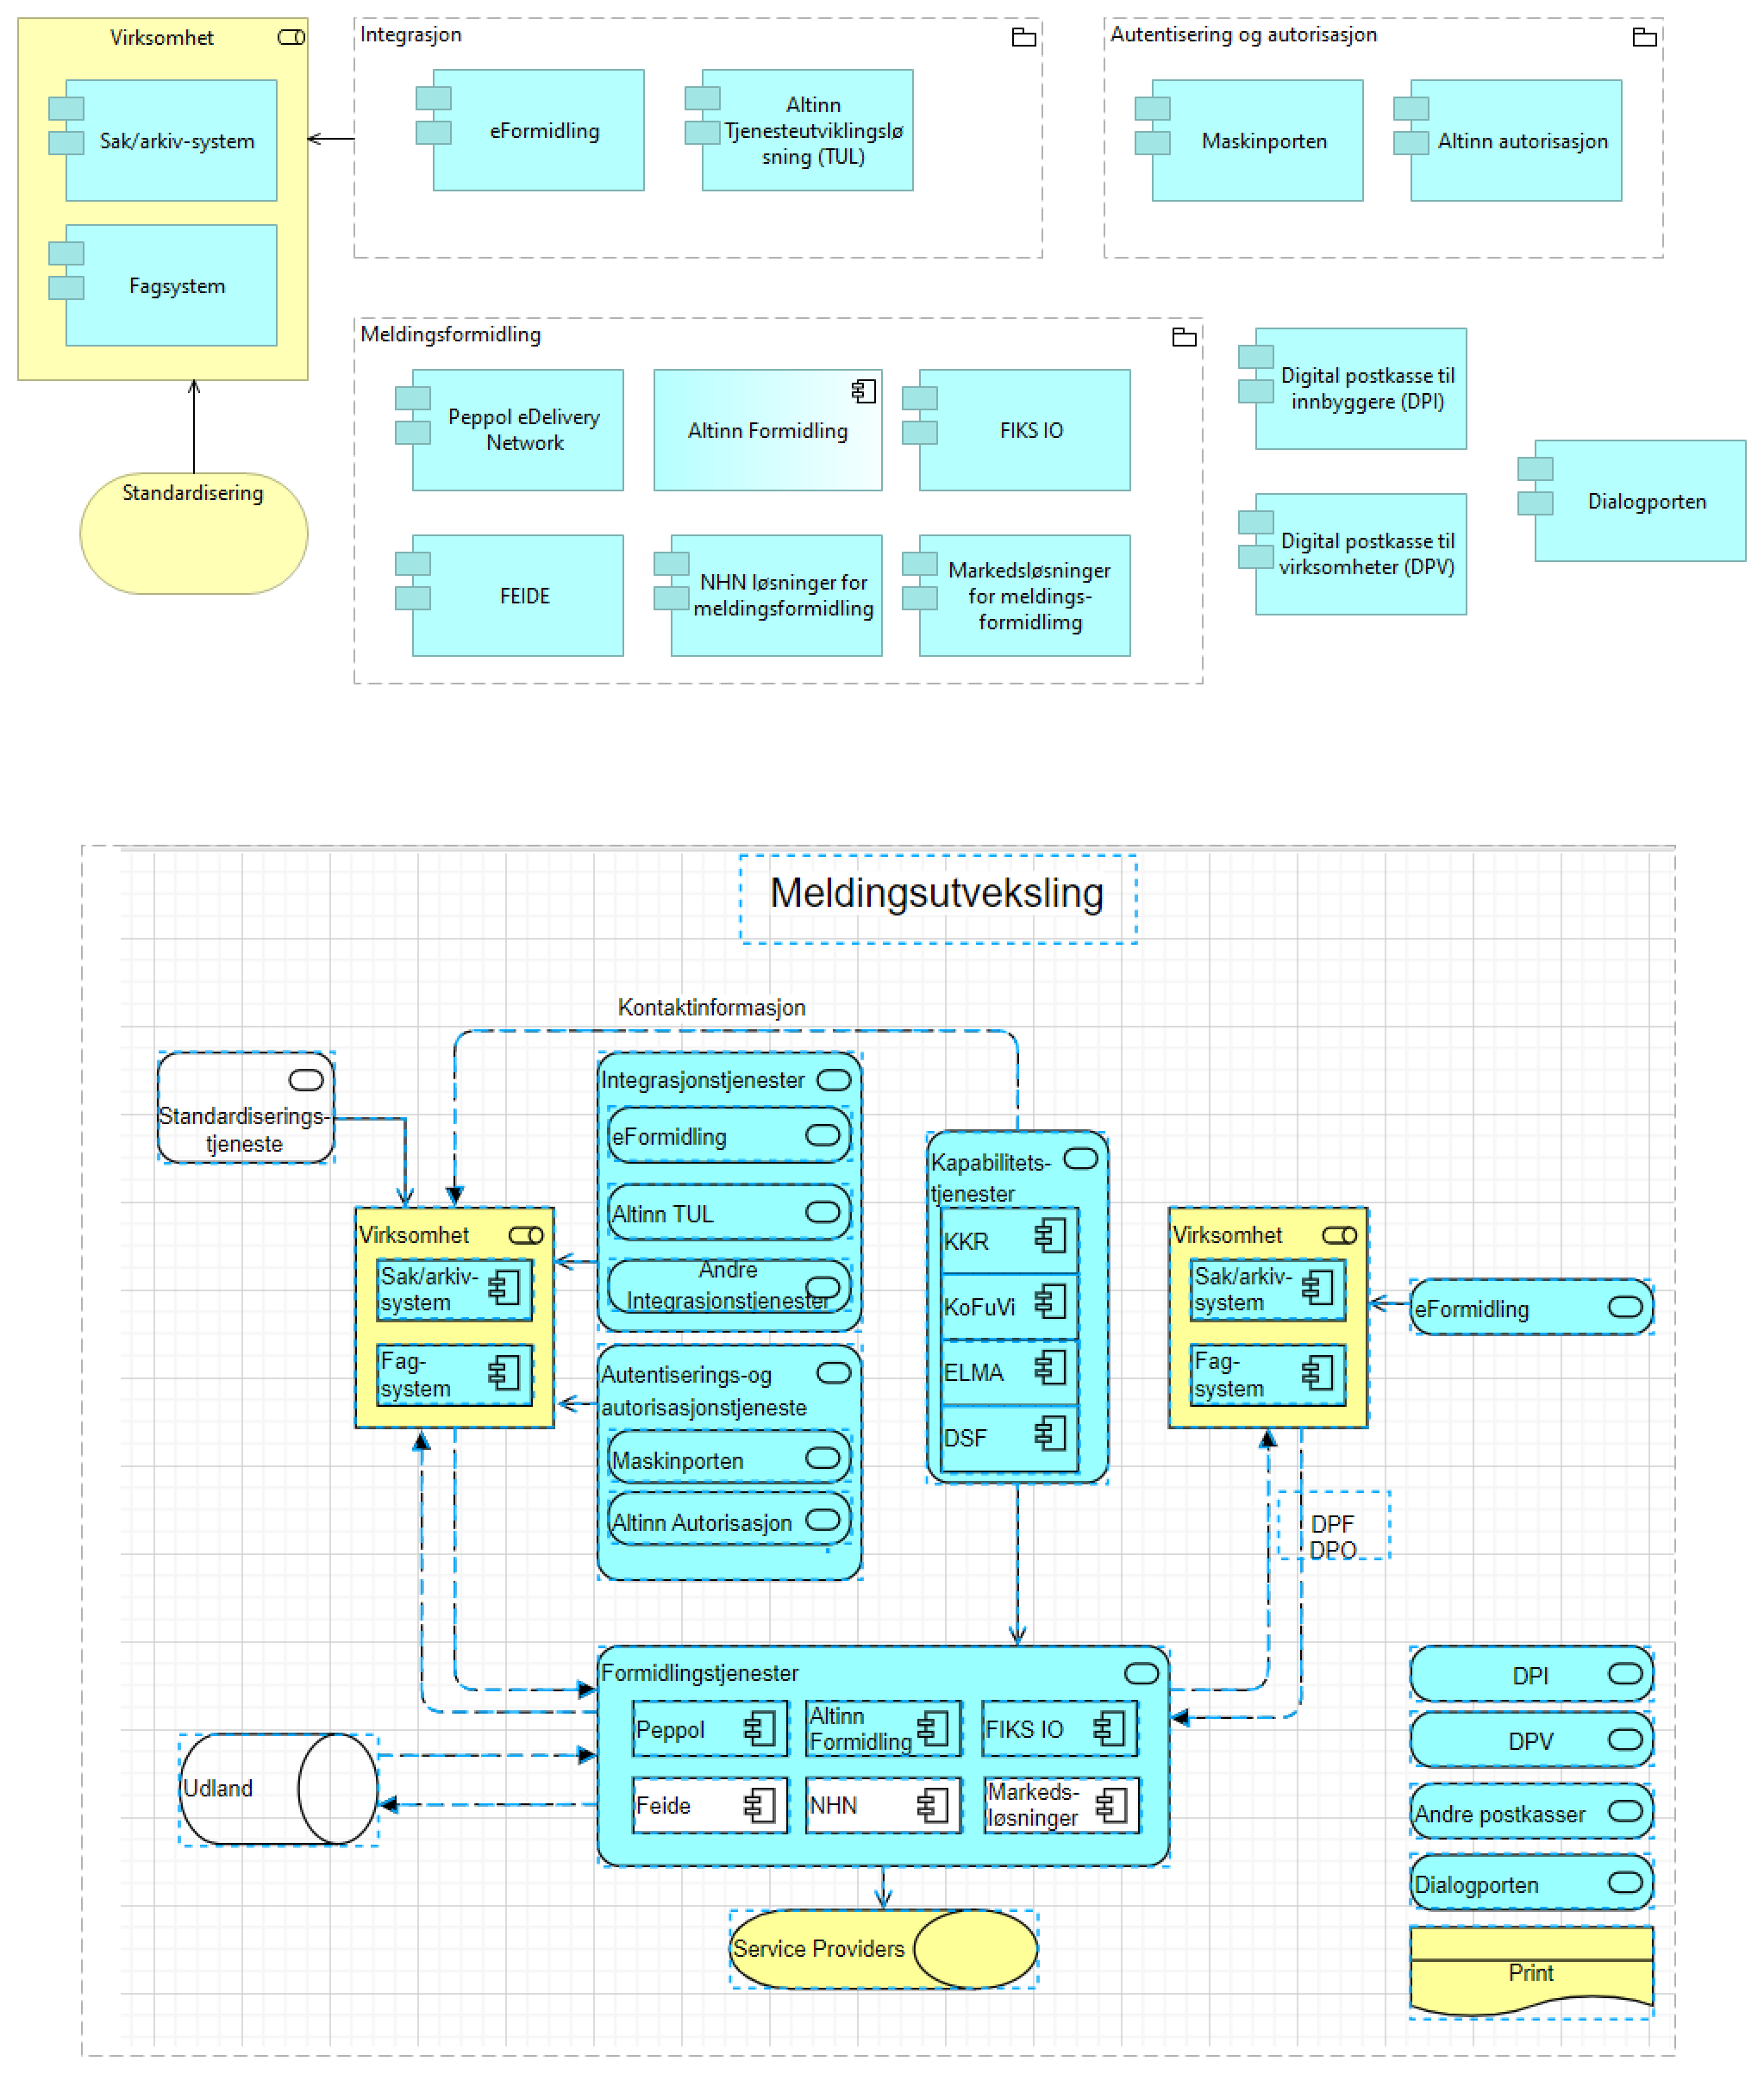 Virksomhet
Sak/arkiv-system
Fagsystem
Standardisering
Integrasjon
eFormidling
Altinn
Tjenesteutviklingslø
sning (TUL)
Autentisering og autorisasjon
Maskinporten
Altinn autorisasjon
Meldingsformidling
Peppol eDelivery
Network
Altinn Formidling
FIKS IO
FEIDE
NHN løsninger for
meldingsformidling
Markedsløsninger
for meldings-
formidlimg
Digital postkasse til
innbyggere (DPI)
Digital postkasse til
virksomheter (DPV)
Dialogporten
Meldingsutveksling
Kontaktinformasjon
Standardiserings-
tjeneste
Virksomhet
Sak/arkiv-
system
Fag-
system
Integrasjonstjenester
eFormidling
Altinn TUL
Andre
Integrasjonstjenester
Autentiserings-og
autorisasjonstjeneste
Maskinporten
Altinn Autorisasjon
Kapabilitets-
tjenester
KKR
KoFuVi
ELMA
DSF
Virksomhet
Sak/arkiv-
system
Fag-
system
eFormidling
DPF
DPO
Formidlingstjenester
Peppol
Altinn
Formidling
FIKS IO
Feide
NHN
Markeds-
løsninger
Udland
Service Providers
DPI
DPV
Andre postkasser
Dialogporten
Print